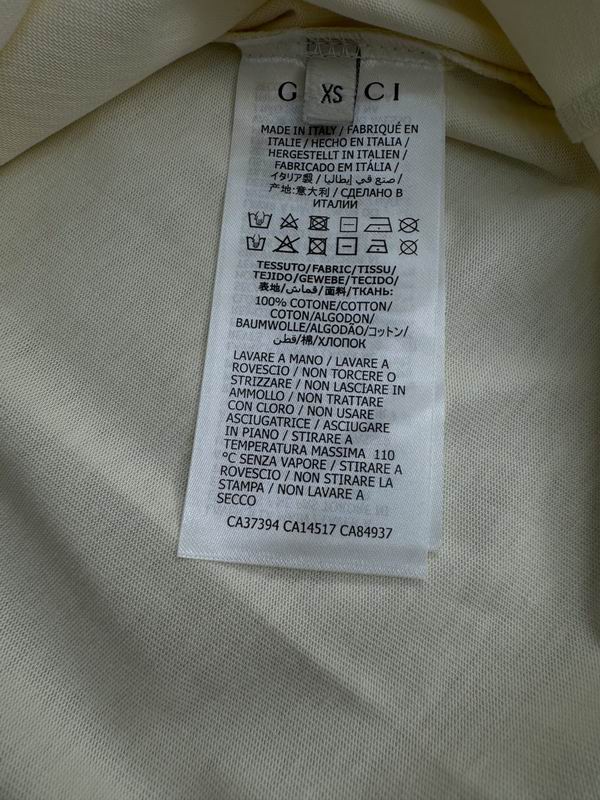 G CI
XS
MADE IN ITALY / FABRIQUÉ EN
ITALIE / HECHO EN ITALIA /
HERGESTELLT IN ITALIEN /
FABRICADO EM ITÁLIA /
イタリア製 / صنع في إيطاليا /
产地:意大利 / СДЕЛАНО В
ИТАЛИИ
TESSUTO/FABRIC/TISSU/
TEJIDO/GEWEBE/TECIDO/
表地/قماش/面料/ТКАНЬ:
100% COTONE/COTTON/
COTON/ALGODON/
BAUMWOLLE/ALGODÃO/コットン/
قطن/棉/ХЛОПОК
LAVARE A MANO / LAVARE A
ROVESCIO / NON TORCERE O
STRIZZARE / NON LASCIARE IN
AMMOLLO / NON TRATTARE
CON CLORO / NON USARE
ASCIUGATRICE / ASCIUGARE
IN PIANO / STIRARE A
TEMPERATURA MASSIMA 110
°C SENZA VAPORE / STIRARE A
ROVESCIO / NON STIRARE LA
STAMPA / NON LAVARE A
SECCO
CA37394 CA14517 CA84937